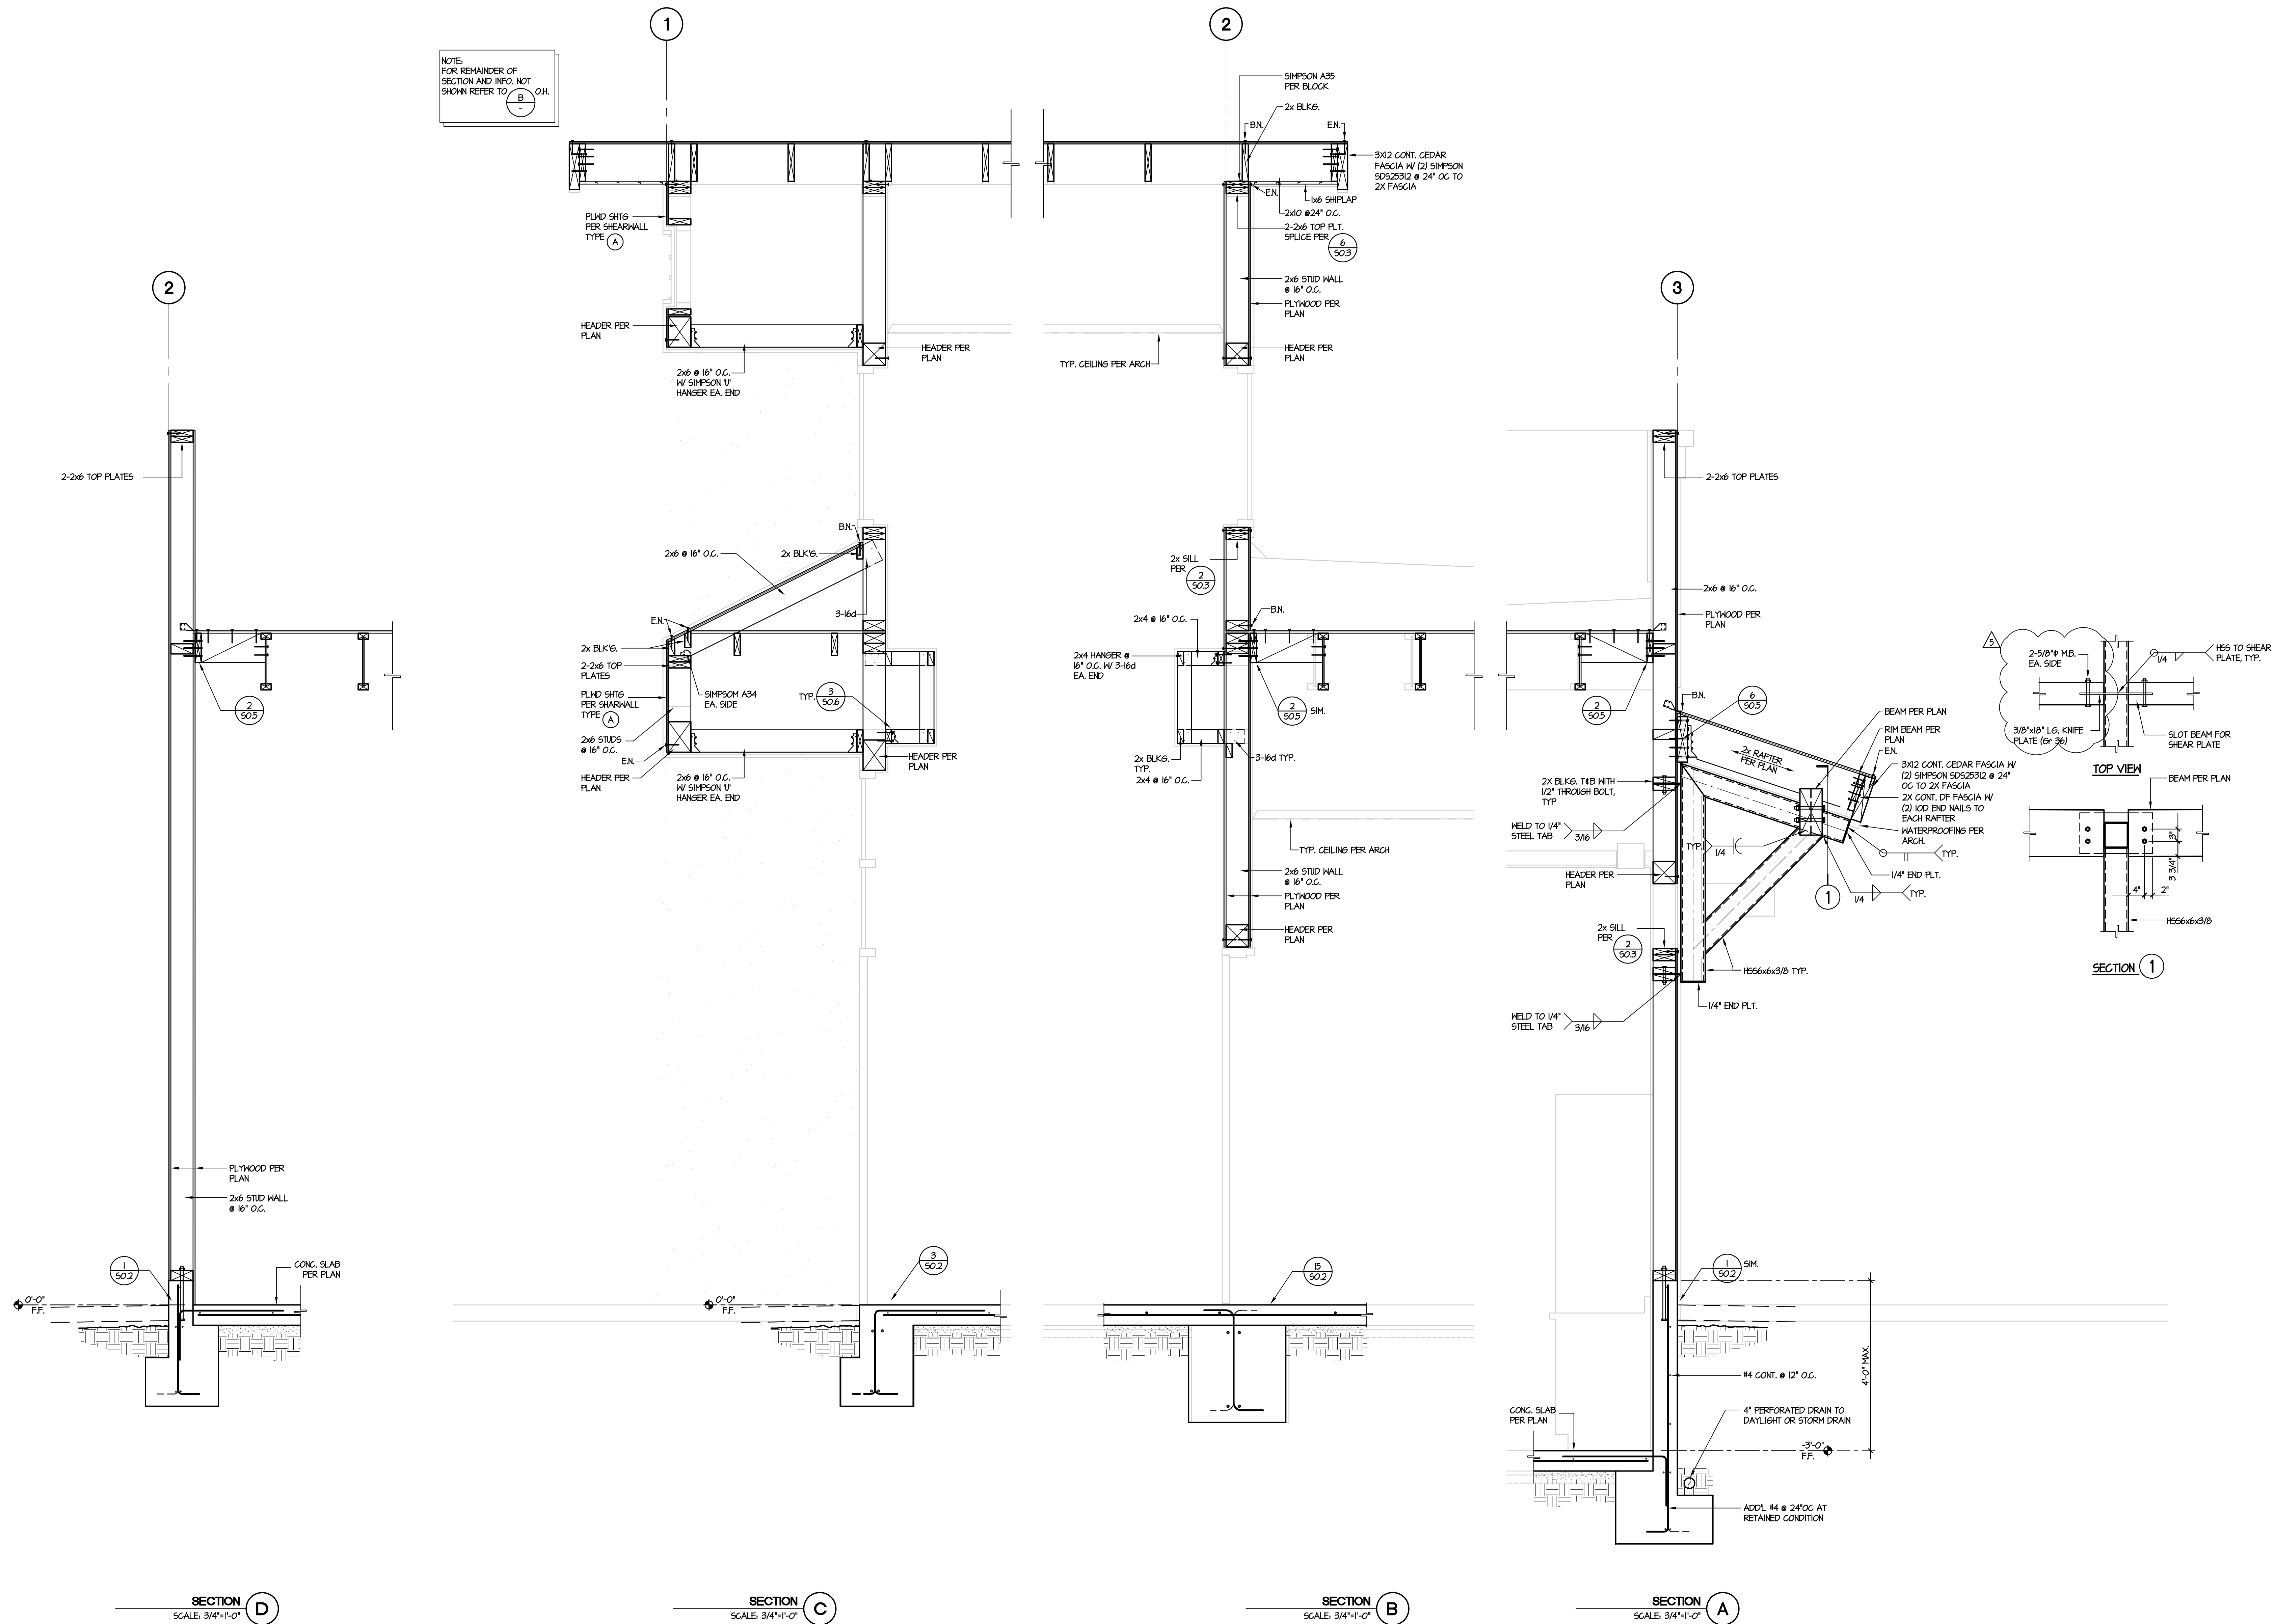 1
2
NOTE:
FOR REMAINDER OF
SECTION AND INFO. NOT
SHOWN REFER TO B O.H.
-
SIMPSON A35
PER BLOCK
2x BLKG.
B.N.
E.N.
3X12 CONT. CEDAR
FASCIA W/ (2) SIMPSON
SDS25312 @ 24" OC TO
2X FASCIA
E.N.
1x6 SHIPLAP
2x10 @24" O.C.
2-2x6 TOP PLT.
SPLICE PER 6
S0.3
2x6 STUD WALL
@ 16" O.C.
PLYWOOD PER
PLAN
HEADER PER
PLAN
TYP. CEILING PER ARCH
PLWD SHTG
PER SHEARWALL
TYPE A
HEADER PER
PLAN
HEADER PER
PLAN
2x6 @ 16" O.C.
W/ SIMPSON 'U'
HANGER EA. END
2
2-2x6 TOP PLATES
2
S0.5
PLYWOOD PER
PLAN
2x6 STUD WALL
@ 16" O.C.
1
S0.2
CONC. SLAB
PER PLAN
0'-0"
F.F.
SECTION D
SCALE: 3/4"=1'-0"
B.N.
2x6 @ 16" O.C.
2x BLK'G.
3-16d
E.N.
2x BLK'G.
2-2x6 TOP
PLATES
PLWD SHTG
PER SHARWALL
TYPE A
SIMPSOM A34
EA. SIDE
TYP. 3
S0.6
2x6 STUDS
@ 16" O.C.
E.N.
HEADER PER
PLAN
2x6 @ 16" O.C.
W/ SIMPSON 'U'
HANGER EA. END
HEADER PER
PLAN
3
S0.2
0'-0"
F.F.
SECTION C
SCALE: 3/4"=1'-0"
2x SILL
PER 2
S0.3
B.N.
2x4 @ 16" O.C.
2x4 HANGER @
16" O.C. W/ 3-16d
EA. END
2
S0.5 SIM.
2x BLKG.
TYP.
2x4 @ 16" O.C.
3-16d TYP.
TYP. CEILING PER ARCH
2x6 STUD WALL
@ 16" O.C.
PLYWOOD PER
PLAN
HEADER PER
PLAN
15
S0.2
SECTION B
SCALE: 3/4"=1'-0"
3
2-2x6 TOP PLATES
2x6 @ 16" O.C.
PLYWOOD PER
PLAN
2
S0.5
B.N.
6
S0.5
BEAM PER PLAN
RIM BEAM PER
PLAN
E.N.
2x RAFTER
PER PLAN
3X12 CONT. CEDAR FASCIA W/
(2) SIMPSON SDS25312 @ 24"
OC TO 2X FASCIA
2X CONT. DF FASCIA W/
(2) 10D END NAILS TO
EACH RAFTER
WATERPROOFING PER
ARCH.
2X BLKG. T&B WITH
1/2" THROUGH BOLT,
TYP
WELD TO 1/4"
STEEL TAB
3/16
TYP.
1/4
TYP.
1/4" END PLT.
1/4
TYP.
1
HEADER PER
PLAN
2x SILL
PER 2
S0.3
HSS6x6x3/8 TYP.
1/4" END PLT.
WELD TO 1/4"
STEEL TAB
3/16
1
S0.2 SIM.
4'-0" MAX.
#4 CONT. @ 12" O.C.
4" PERFORATED DRAIN TO
DAYLIGHT OR STORM DRAIN
CONC. SLAB
PER PLAN
-3'-0"
F.F.
ADD'L #4 @ 24"OC AT
RETAINED CONDITION
SECTION A
SCALE: 3/4"=1'-0"
5
2-5/8"Φ M.B.
EA. SIDE
1/4
HSS TO SHEAR
PLATE, TYP.
3/8"x18" LG. KNIFE
PLATE (Gr 36)
SLOT BEAM FOR
SHEAR PLATE
TOP VIEW
BEAM PER PLAN
3"
3 3/4"
4"
2"
HSS6x6x3/8
SECTION 1